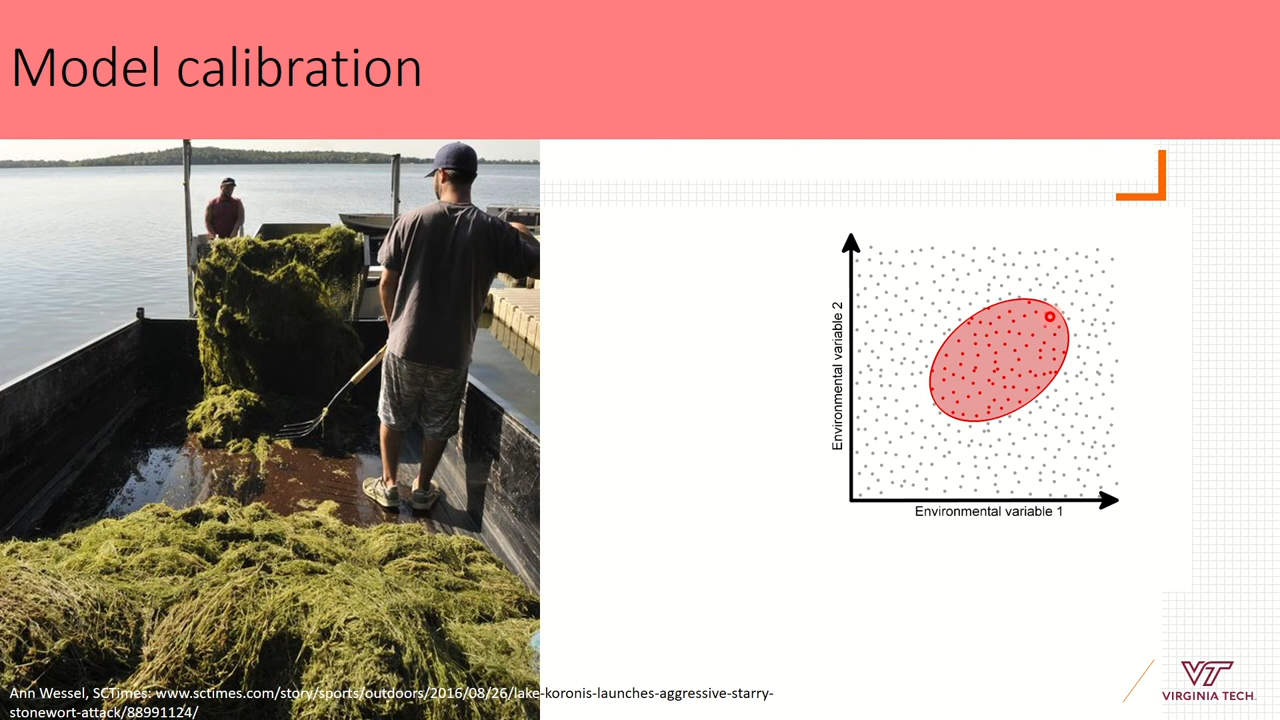 Model calibration
Environmental variable 2
Environmental variable 1
Ann Wessel, SCTimes: www.sctimes.com/story/sports/outdoors/2016/08/26/lake-koronis-launches-aggressive-starry-
stonewort-attack/88991124/
VT
VIRGINIA TECH.